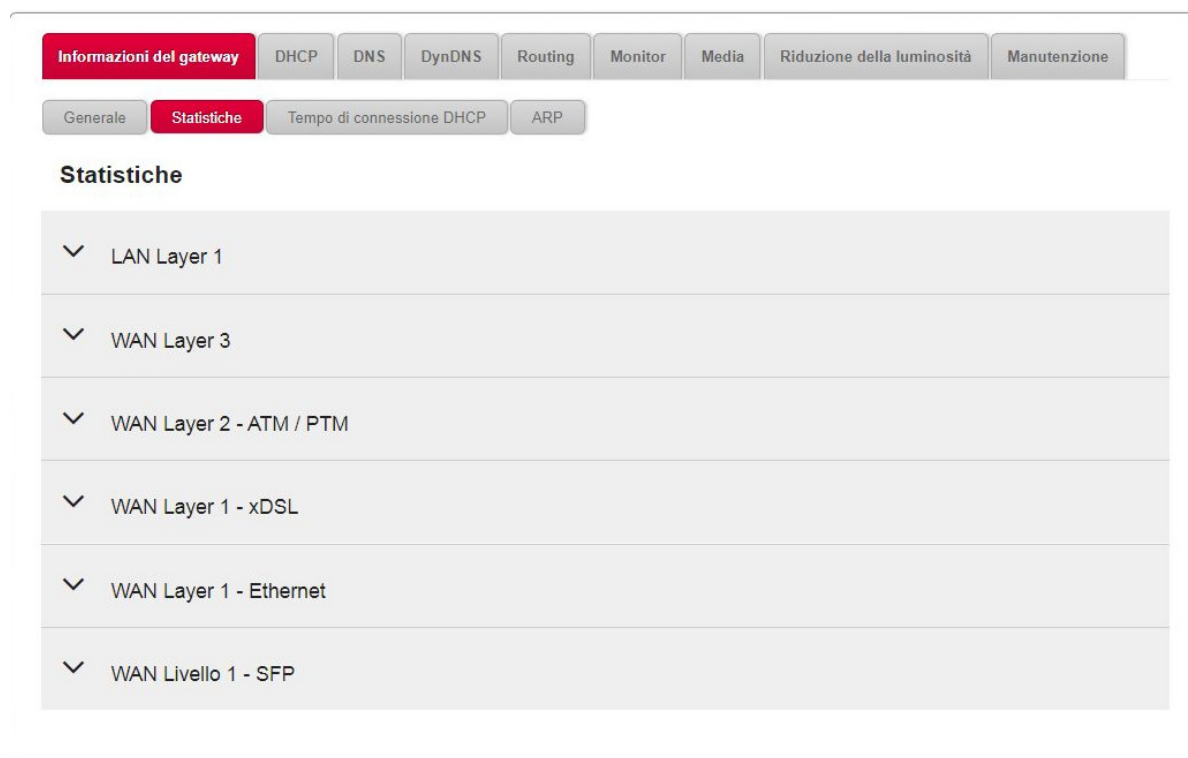 Informazioni del gateway DHCP DNS DynDNS Routing Monitor Media Riduzione della luminosità Manutenzione
Generale Statistiche Tempo di connessione DHCP ARP
Statistiche
LAN Layer 1
WAN Layer 3
WAN Layer 2 - ATM / PTM
WAN Layer 1 - xDSL
WAN Layer 1 - Ethernet
WAN Livello 1 - SFP